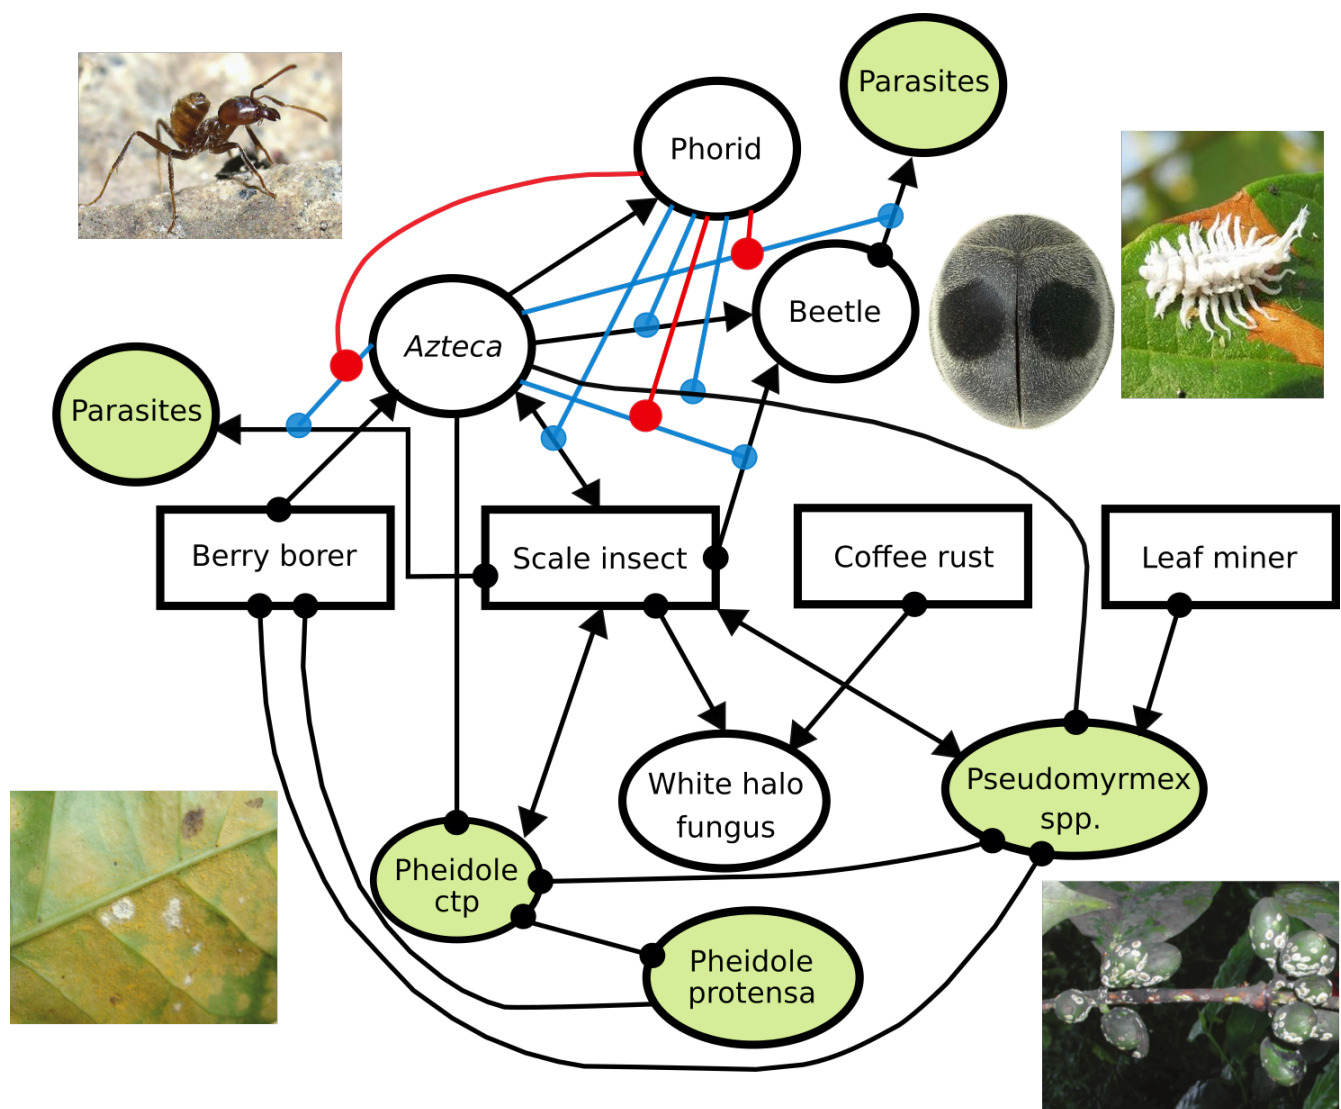 Parasites
Phorid
Beetle
Azteca
Parasites
Berry borer
Scale insect
Coffee rust
Leaf miner
White halo
fungus
Pseudomyrmex
spp.
Pheidole
ctp
Pheidole
protensa